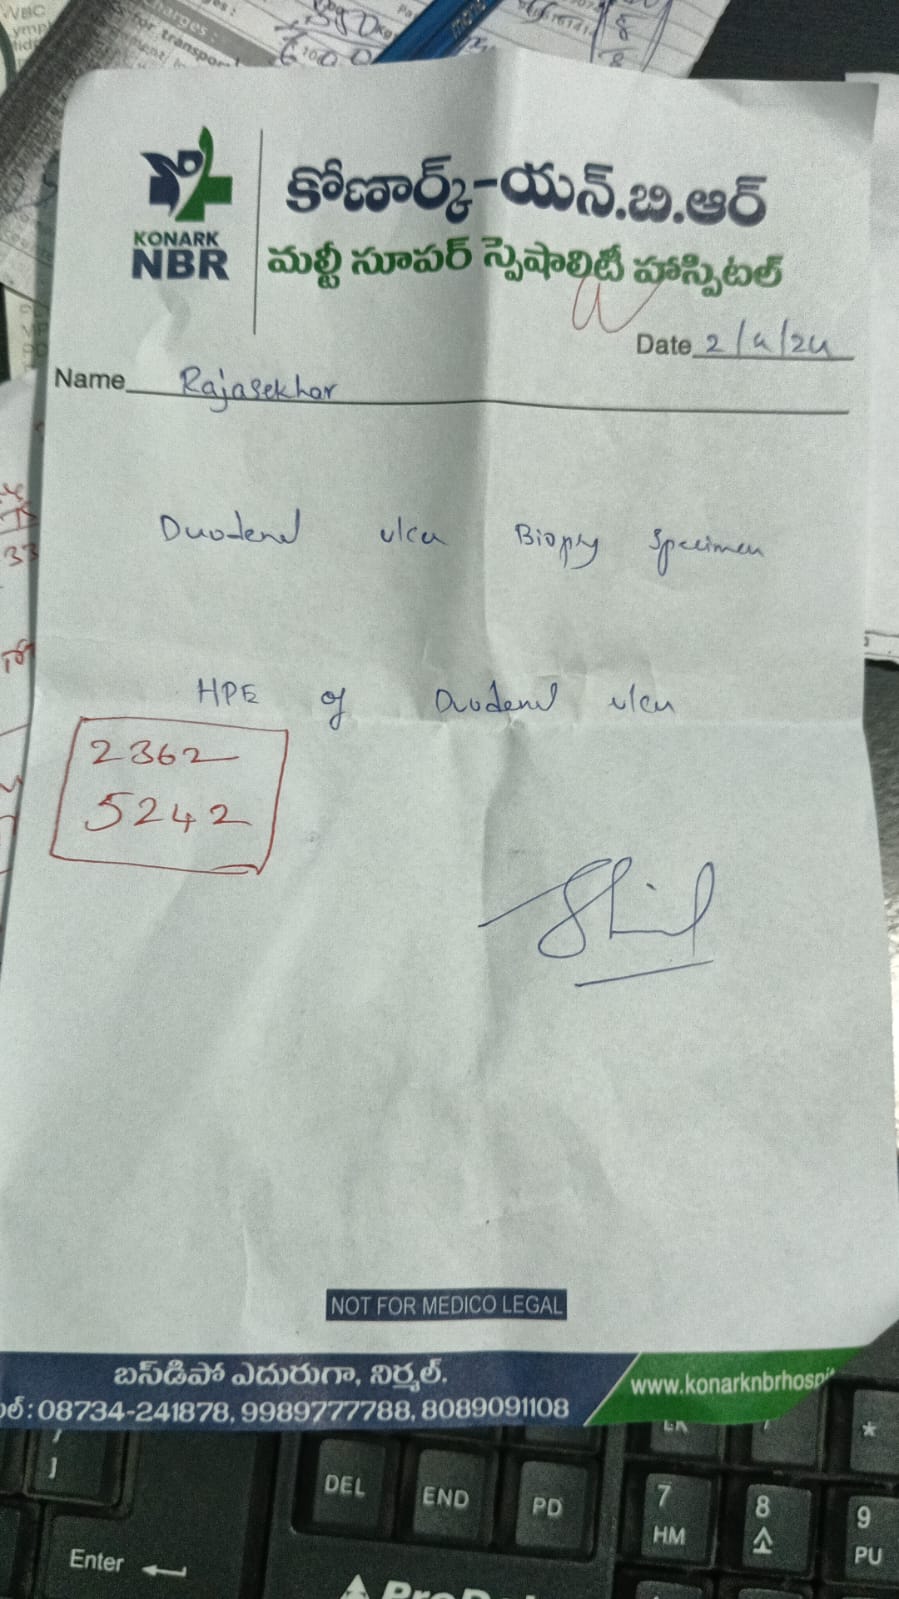 KONARK
NBR
కోణార్క్-యన్.బి.ఆర్
మల్టీ సూపర్ స్పెషాలిటీ హాస్పిటల్
Date 2/4/24
Name Rajasekhar
Duodenal ulcer Biopsy Specimen
HPE of Duodenal ulcer
2362
5242
NOT FOR MEDICO LEGAL
బస్‌డిపో ఎదురుగా, నిర్మల్.
08734-241878, 9989777788, 8089091108
www.konarknbrhospit
DEL
END
PD
7
HM
8
9
PU
*
]
Enter